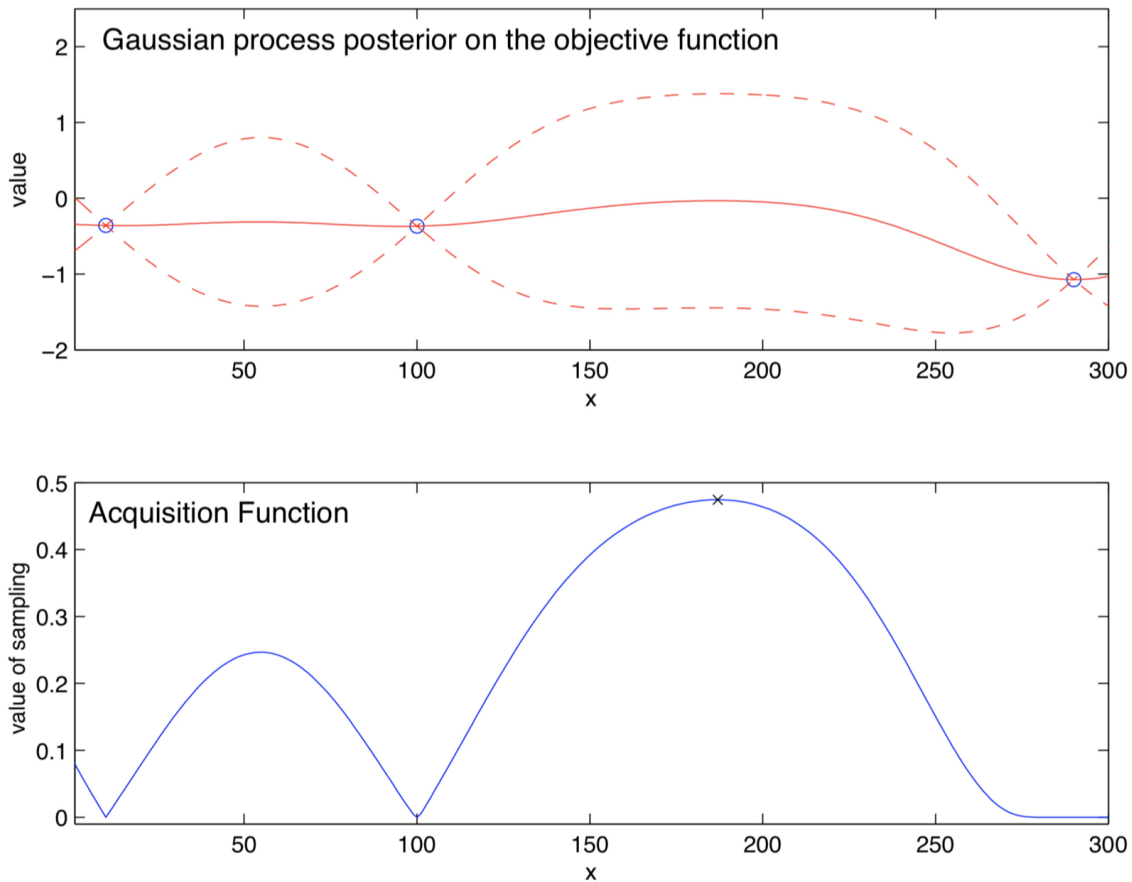 Gaussian process posterior on the objective function
2
1
0
−1
−2
value
50 100 150 200 250 300
x
Acquisition Function
0.5
0.4
0.3
0.2
0.1
0
value of sampling
50 100 150 200 250 300
x